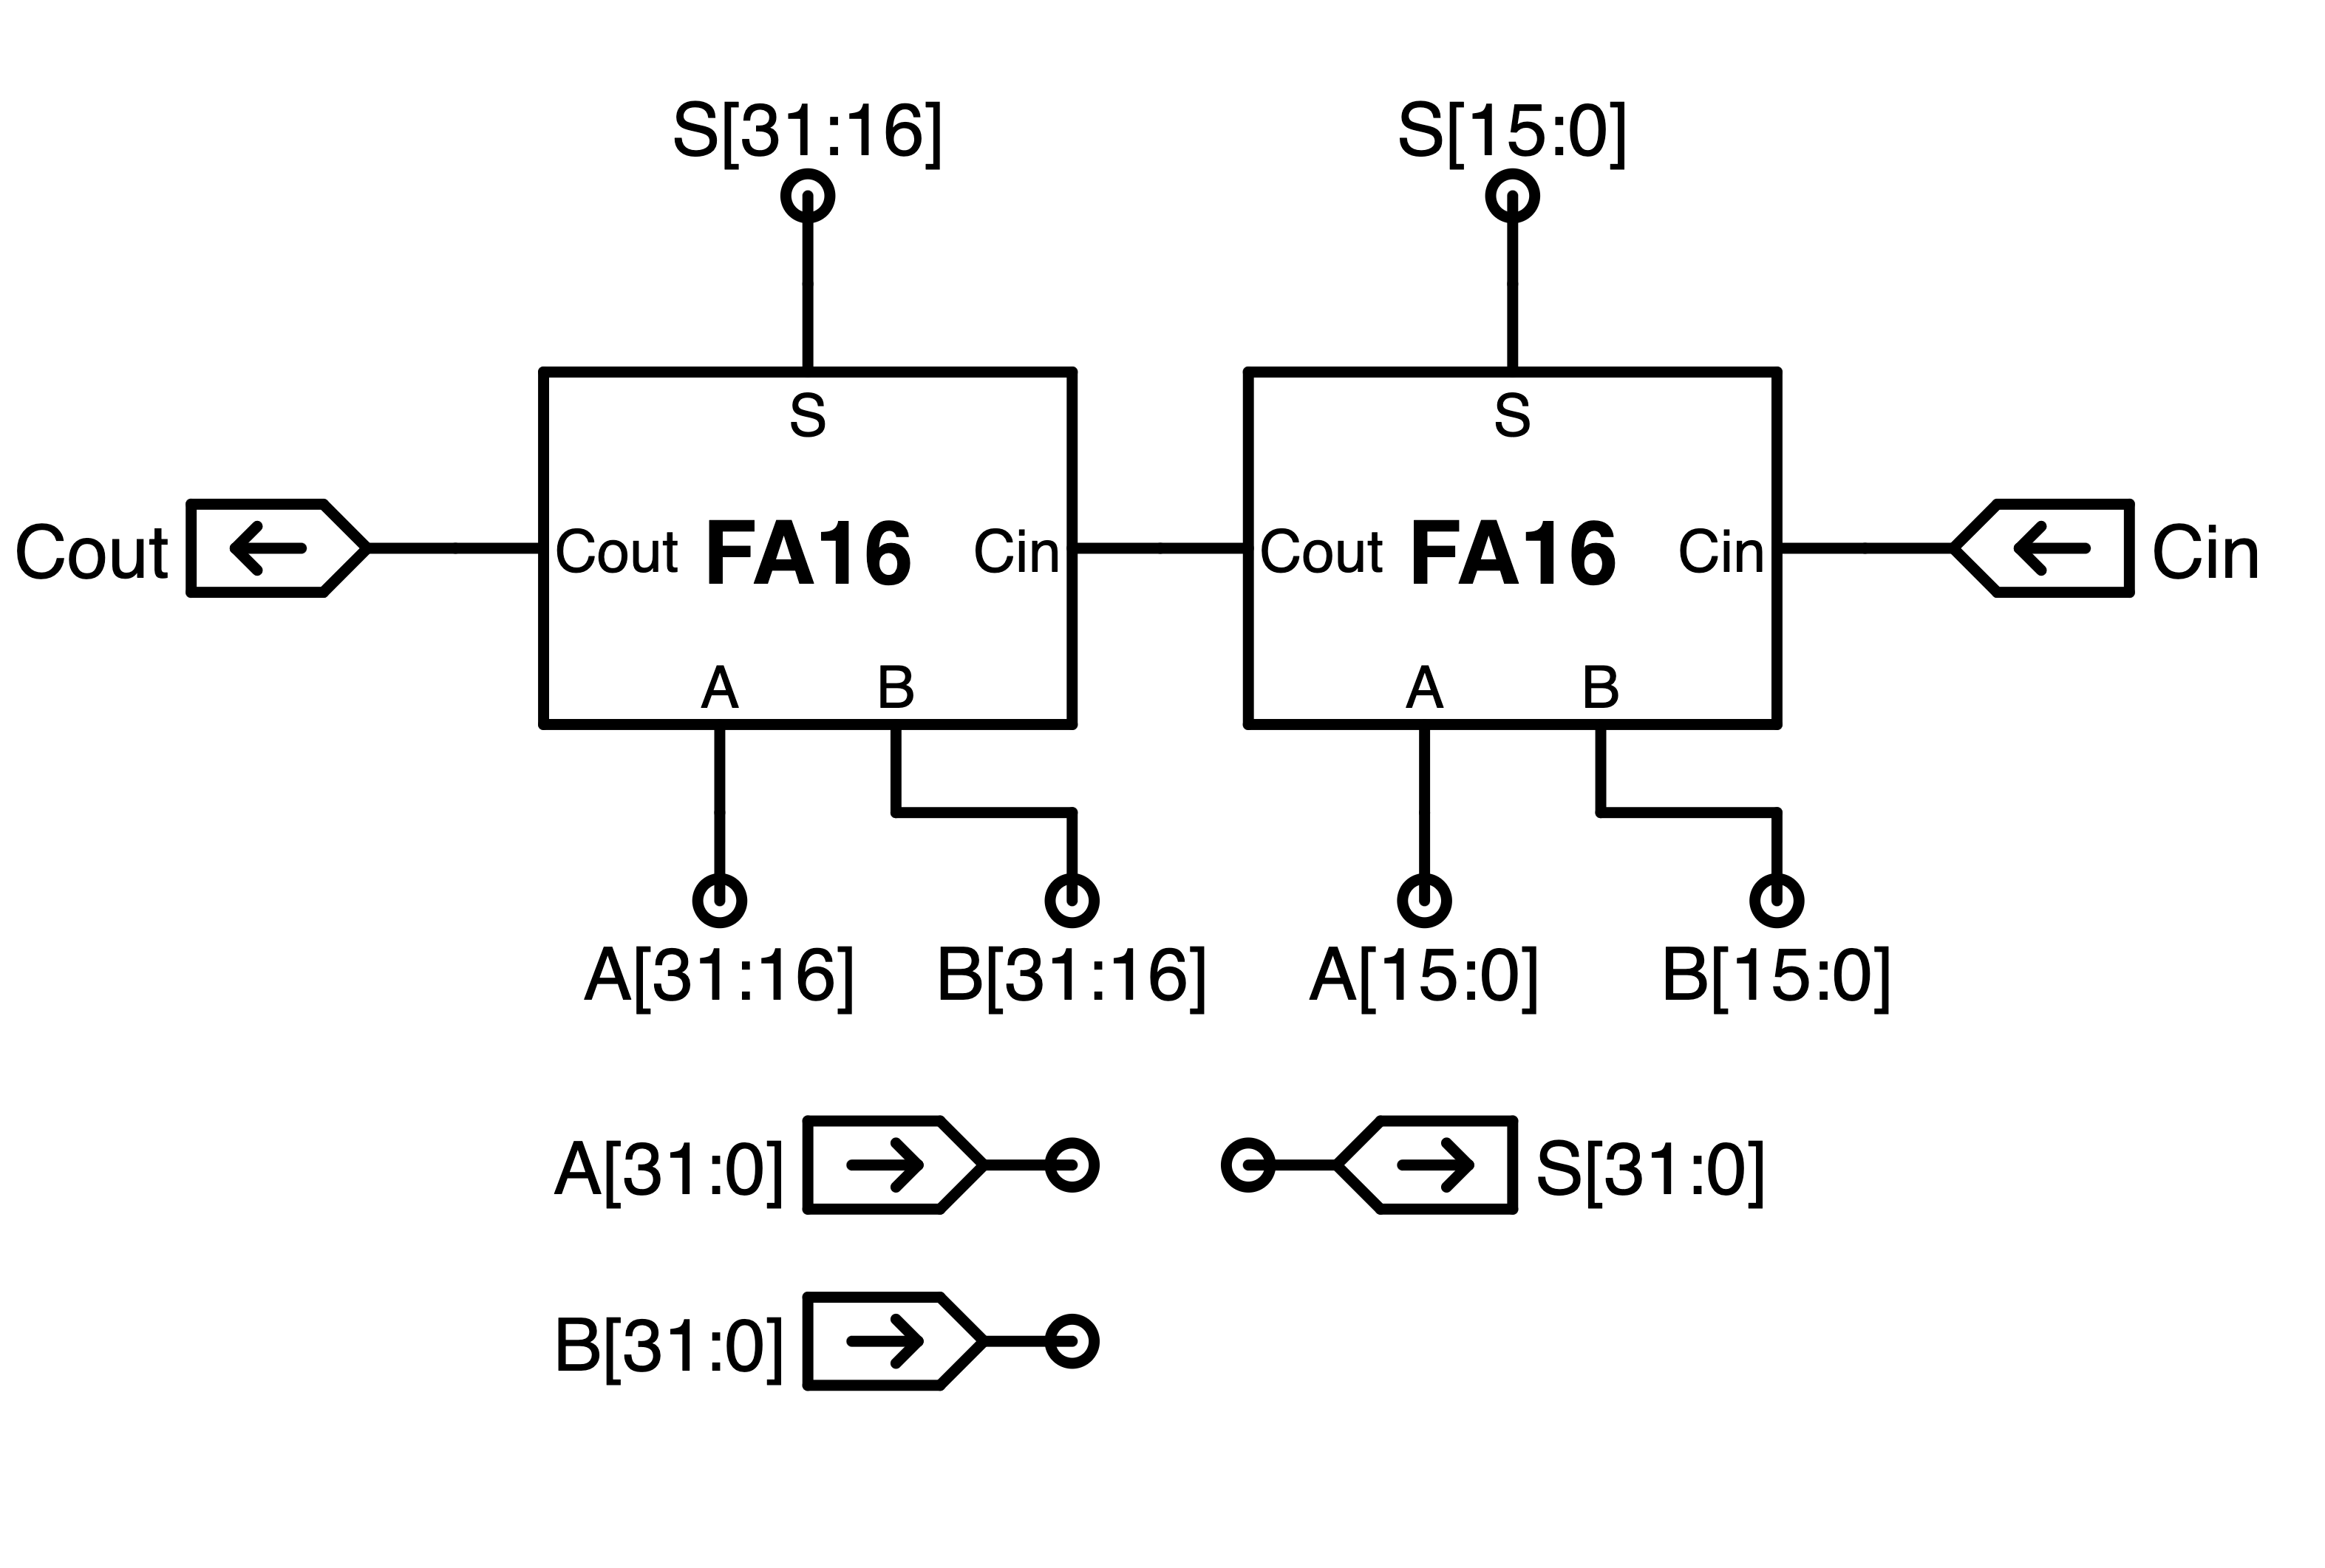 S[31:16]
S[15:0]
S
S
Cout
Cout
FA16
Cin
Cout
FA16
Cin
Cin
A
B
A
B
A[31:16]
B[31:16]
A[15:0]
B[15:0]
A[31:0]
S[31:0]
B[31:0]